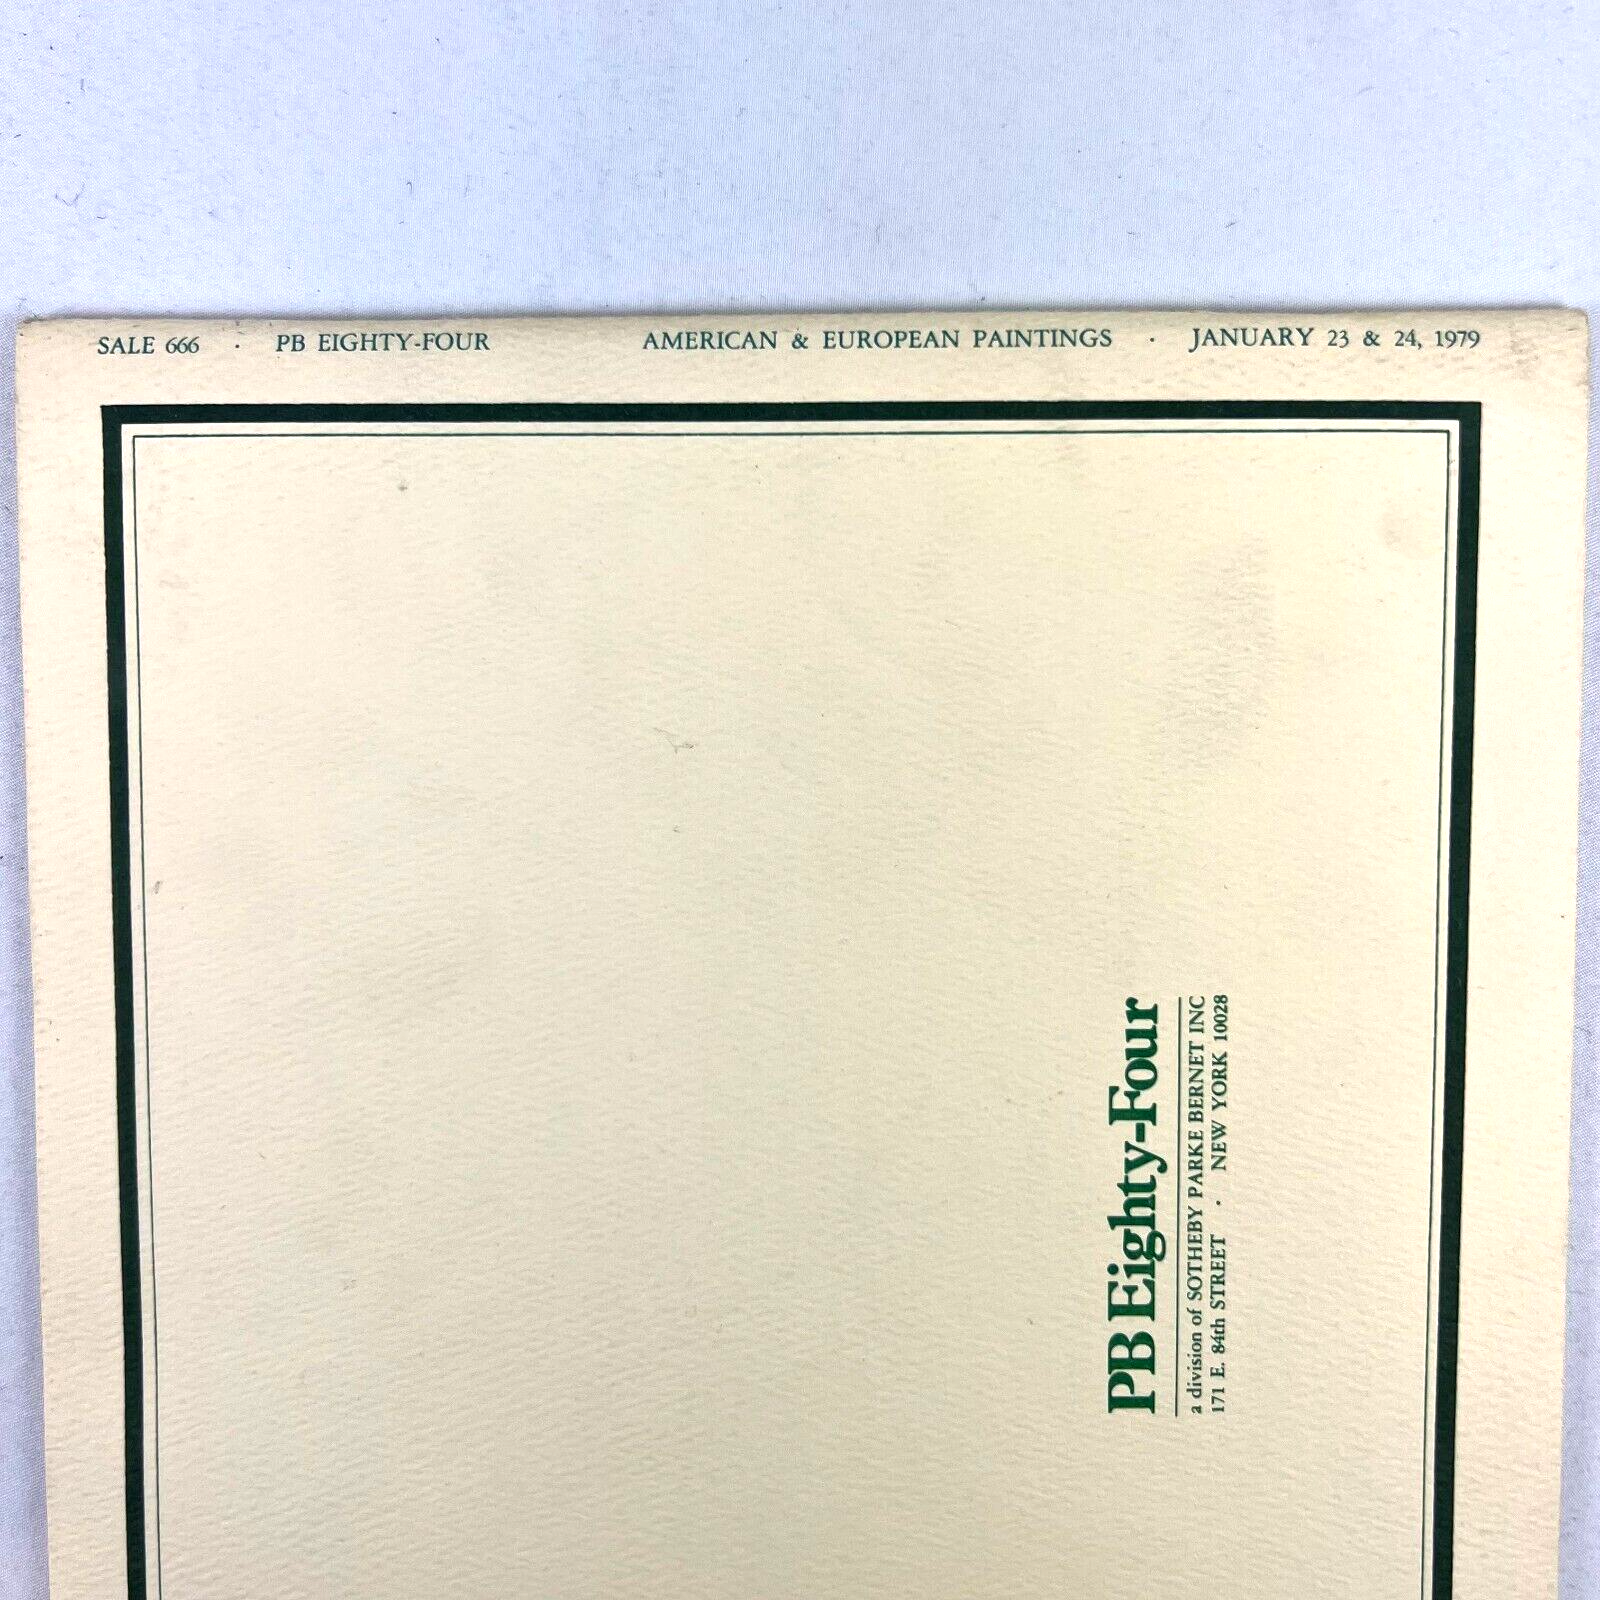 SALE 666 · PB EIGHTY-FOUR AMERICAN & EUROPEAN PAINTINGS · JANUARY 23 & 24, 1979
PB Eighty-Four
a division of SOTHEBY PARKE BERNET INC
171 E. 84th STREET · NEW YORK 10028